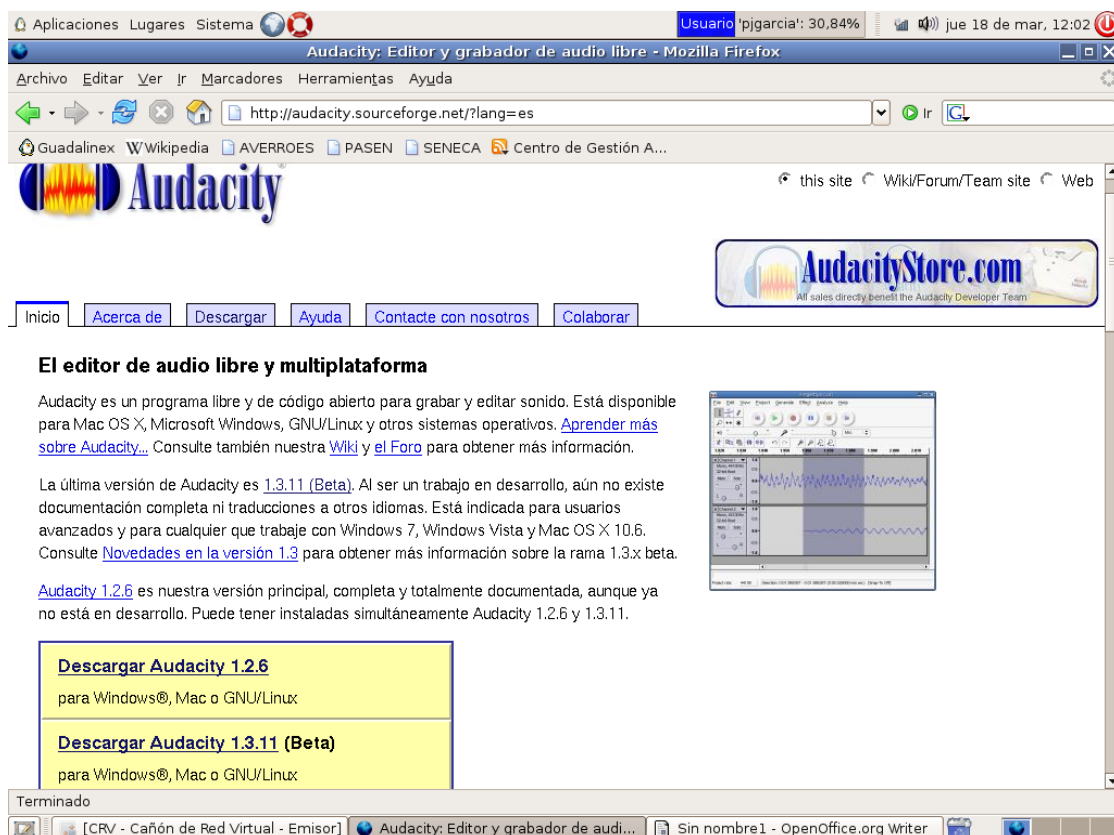 Aplicaciones Lugares Sistema Usuario 'pjgarcia': 30,84% jue 18 de mar, 12:02
Audacity: Editor y grabador de audio libre - Mozilla Firefox
Archivo Editar Ver Ir Marcadores Herramientas Ayuda
http://audacity.sourceforge.net/?lang=es Ir G
Guadalinex W Wikipedia AVERROES PASEN SENECA Centro de Gestión A...
Audacity
this site Wiki/Forum/Team site Web
AudacityStore.com
All sales directly benefit the Audacity Developer Team
Inicio Acerca de Descargar Ayuda Contacte con nosotros Colaborar
El editor de audio libre y multiplataforma
Audacity es un programa libre y de código abierto para grabar y editar sonido. Está disponible
para Mac OS X, Microsoft Windows, GNU/Linux y otros sistemas operativos. Aprender más
sobre Audacity... Consulte también nuestra Wiki y el Foro para obtener más información.
La última versión de Audacity es 1.3.11 (Beta). Al ser un trabajo en desarrollo, aún no existe
documentación completa ni traducciones a otros idiomas. Está indicada para usuarios
avanzados y para cualquier que trabaje con Windows 7, Windows Vista y Mac OS X 10.6.
Consulte Novedades en la versión 1.3 para obtener más información sobre la rama 1.3.x beta.
Audacity 1.2.6 es nuestra versión principal, completa y totalmente documentada, aunque ya
no está en desarrollo. Puede tener instaladas simultáneamente Audacity 1.2.6 y 1.3.11.
File Edit View Project Generate Effect Analyze Help
Descargar Audacity 1.2.6
para Windows®, Mac o GNU/Linux
Descargar Audacity 1.3.11 (Beta)
para Windows®, Mac o GNU/Linux
Terminado
[CRV - Cañón de Red Virtual - Emisor] Audacity: Editor y grabador de audi... Sin nombre1 - OpenOffice.org Writer